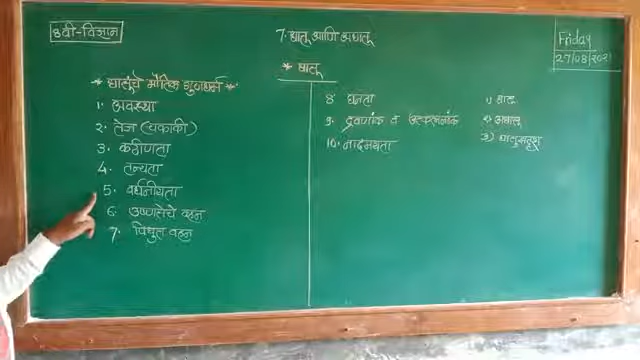 8वी-विज्ञान
7. धातू आणि अधातू
Friday
27/08/2021
* धातू
* धातूंचे भौतिक गुणधर्म *
1. अवस्था
2. तेज (चकाकी)
3. कठीणता
4. तन्यता
5. वर्धनीयता
6. उष्णतेचे वहन
7. विद्युत वहन
8. घनता
9. द्रवणांक व उत्कलनांक
10. नादमयता
1) धातू
2) अधातू
3) धातुसदृश